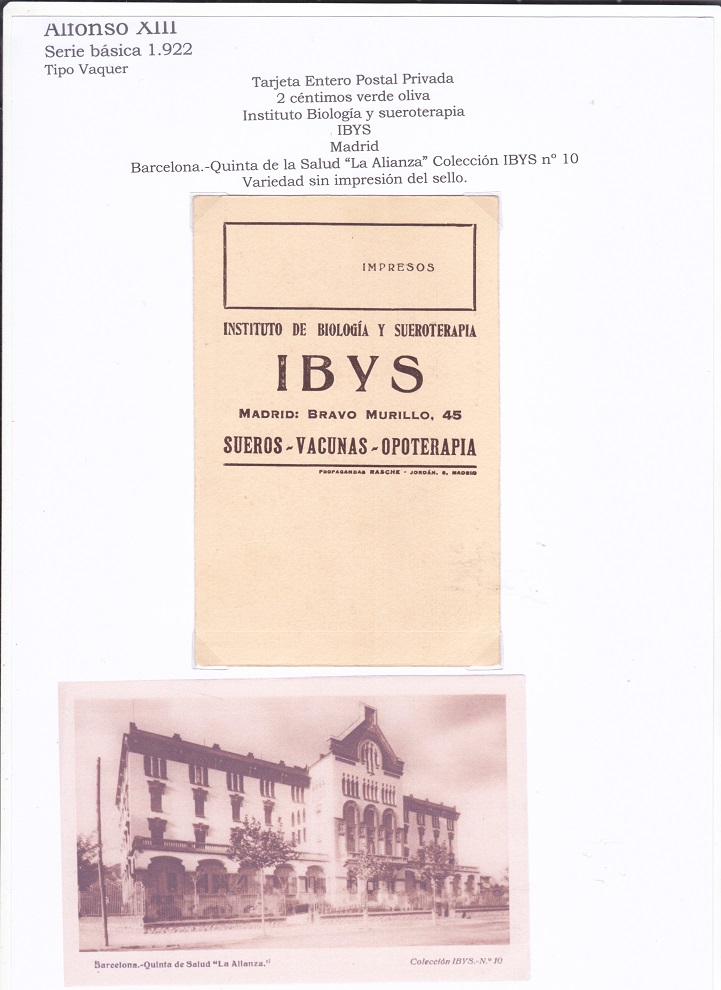 Alfonso XIII
Serie básica 1.922
Tipo Vaquer
Tarjeta Entero Postal Privada
2 céntimos verde oliva
Instituto Biología y sueroterapia
IBYS
Madrid
Barcelona.-Quinta de la Salud “La Alianza” Colección IBYS nº 10
Variedad sin impresión del sello.
IMPRESOS
INSTITUTO DE BIOLOGÍA Y SUEROTERAPIA
IBYS
MADRID: BRAVO MURILLO, 45
SUEROS-VACUNAS-OPOTERAPIA
PROPAGANDAS RASCHE - JORDÁN, 8, MADRID
Barcelona.-Quinta de Salud "La Alianza."
Colección IBYS.-N.º 10